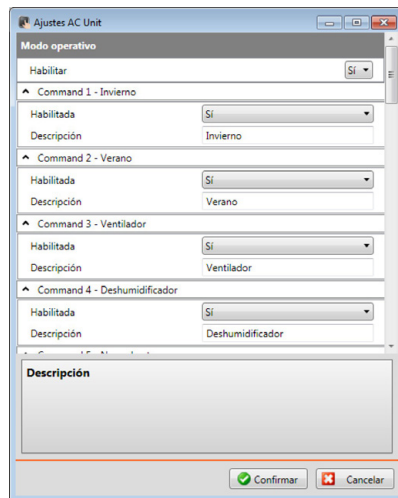 Ajustes AC Unit
Modo operativo
Habilitar Sí
Command 1 - Invierno
Habilitada Sí
Descripción Invierno
Command 2 - Verano
Habilitada Sí
Descripción Verano
Command 3 - Ventilador
Habilitada Sí
Descripción Ventilador
Command 4 - Deshumidificador
Habilitada Sí
Descripción Deshumidificador
Descripción
Confirmar Cancelar